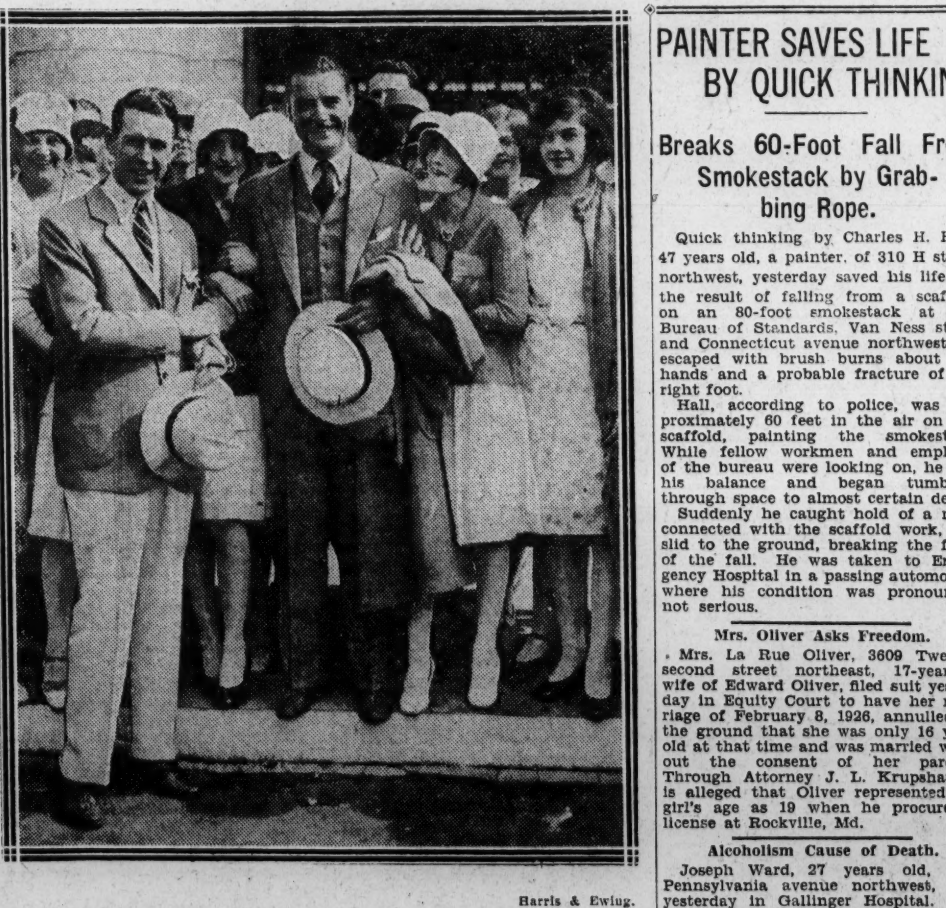 Harris & Ewing.
PAINTER SAVES LIFE
BY QUICK THINKIN
Breaks 60-Foot Fall Fr
Smokestack by Grab-
bing Rope.
Quick thinking by Charles H.
47 years old, a painter, of 310 H st
northwest, yesterday saved his life
the result of falling from a scaf
on an 80-foot smokestack at
Bureau of Standards, Van Ness st
and Connecticut avenue northwest
escaped with brush burns about
hands and a probable fracture of
right foot.
Hall, according to police, was
proximately 60 feet in the air on
scaffold, painting the smokest
While fellow workmen and empl
of the bureau were looking on, he
his balance and began tumb
through space to almost certain de
Suddenly he caught hold of a
connected with the scaffold work,
slid to the ground, breaking the f
of the fall. He was taken to E
gency Hospital in a passing automo
where his condition was pronou
not serious.
Mrs. Oliver Asks Freedom.
Mrs. La Rue Oliver, 3609 Twe
second street northeast, 17-year
wife of Edward Oliver, filed suit ye
day in Equity Court to have her
riage of February 8, 1926, annulled
the ground that she was only 16 y
old at that time and was married w
out the consent of her par
Through Attorney J. L. Krupsha
is alleged that Oliver represented
girl's age as 19 when he procure
license at Rockville, Md.
Alcoholism Cause of Death.
Joseph Ward, 27 years old,
Pennsylvania avenue northwest,
yesterday in Gallinger Hospital.